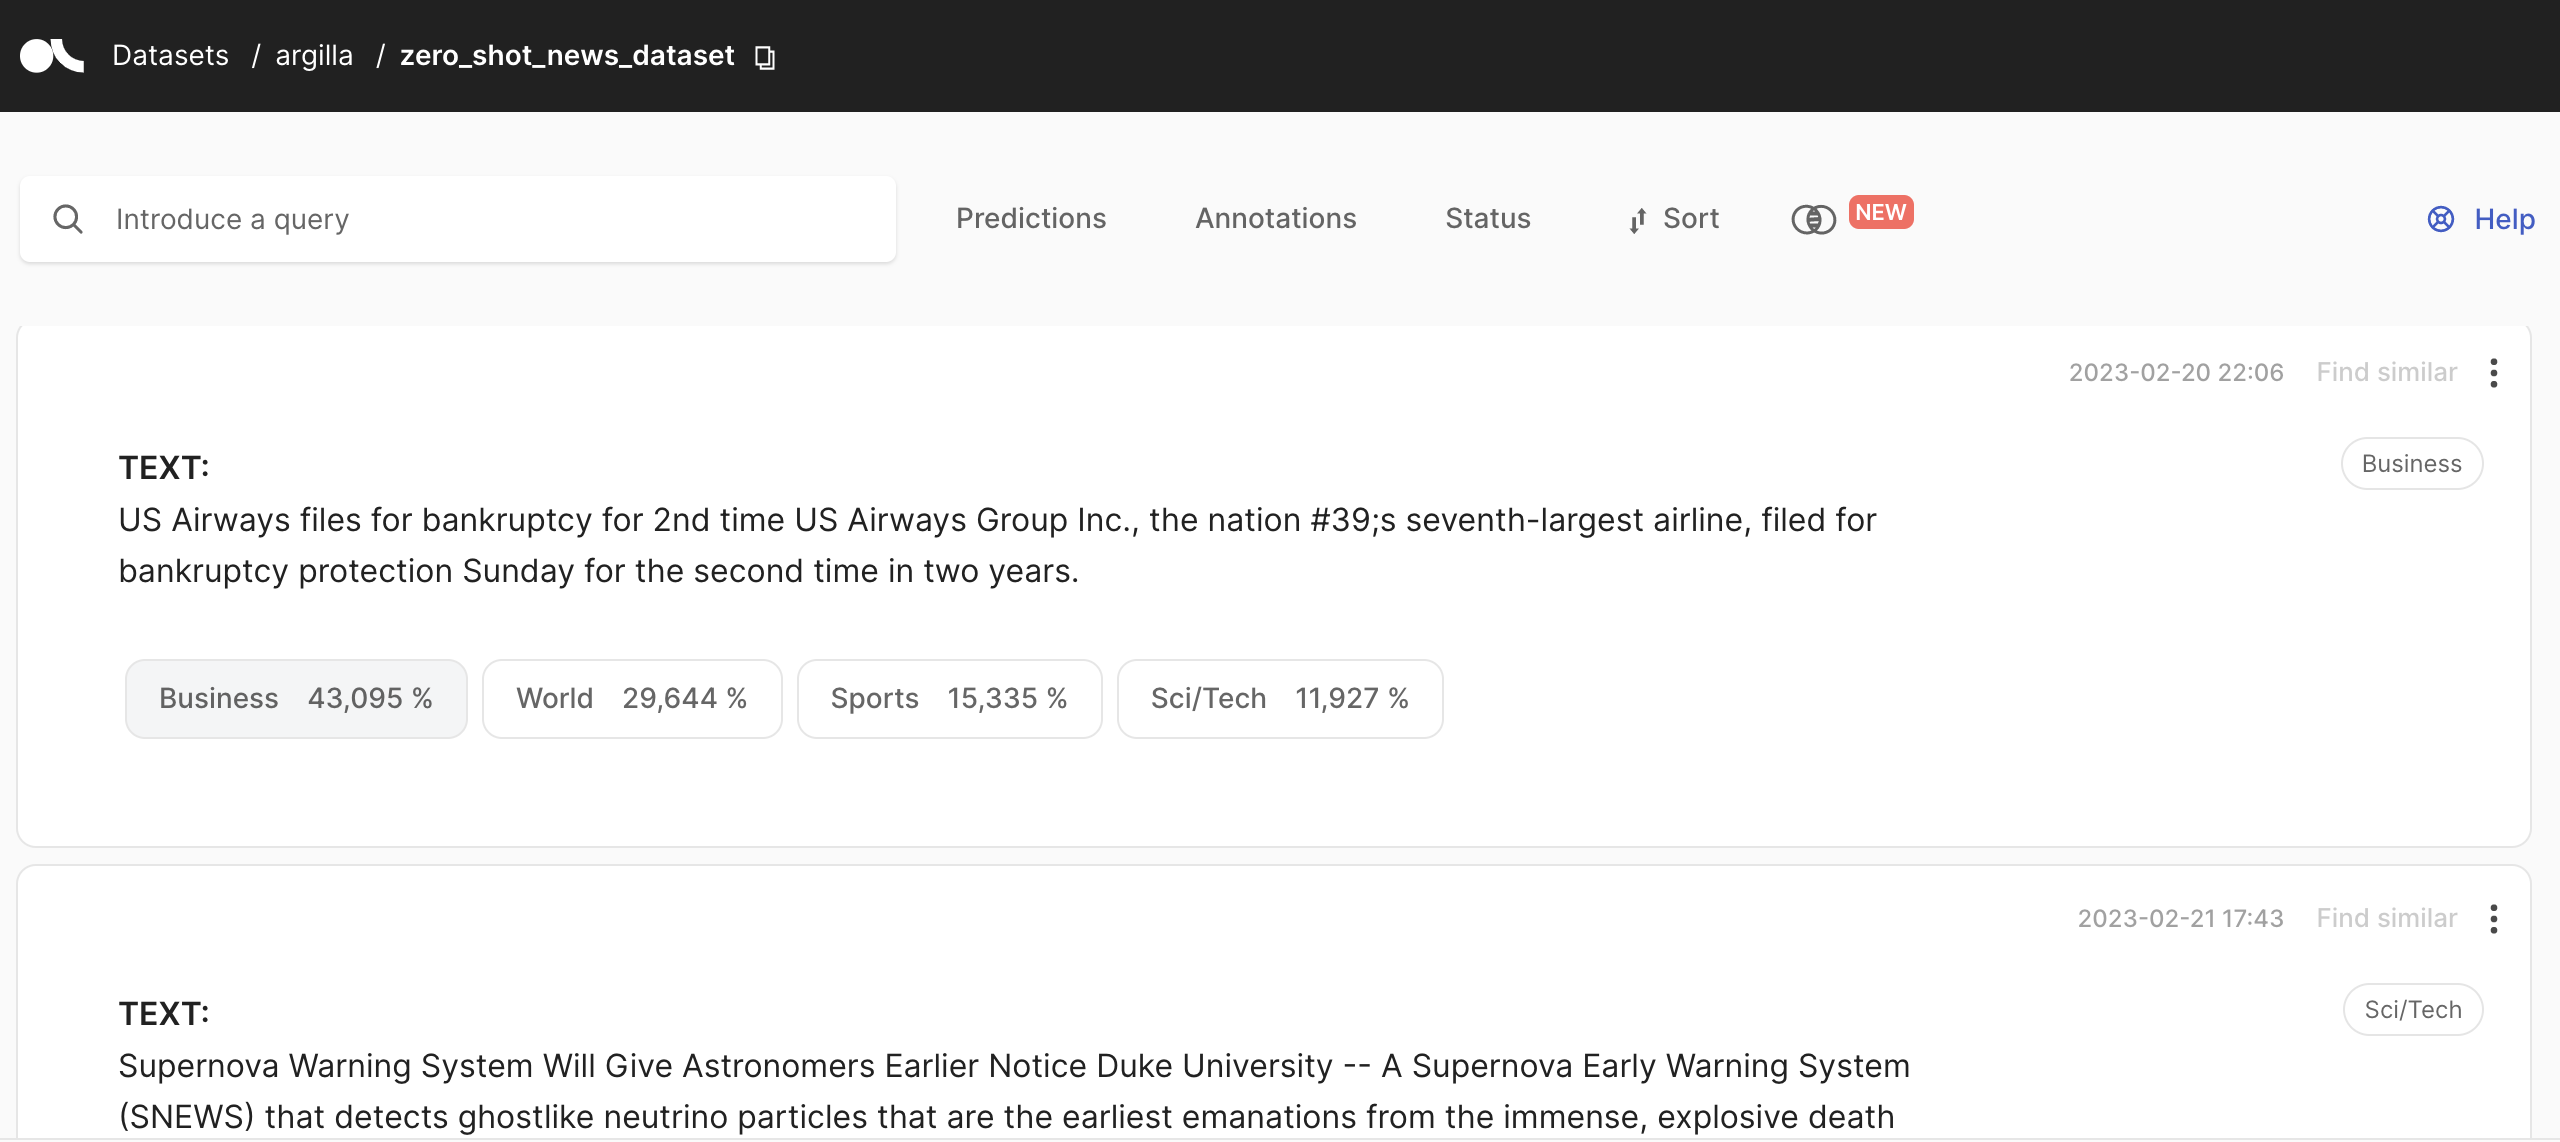 Datasets / argilla / zero_shot_news_dataset
Introduce a query
Predictions
Annotations
Status
Sort
NEW
Help
2023-02-20 22:06 Find similar
Business
TEXT:
US Airways files for bankruptcy for 2nd time US Airways Group Inc., the nation #39;s seventh-largest airline, filed for
bankruptcy protection Sunday for the second time in two years.
Business 43,095 %
World 29,644 %
Sports 15,335 %
Sci/Tech 11,927 %
2023-02-21 17:43 Find similar
Sci/Tech
TEXT:
Supernova Warning System Will Give Astronomers Earlier Notice Duke University -- A Supernova Early Warning System
(SNEWS) that detects ghostlike neutrino particles that are the earliest emanations from the immense, explosive death